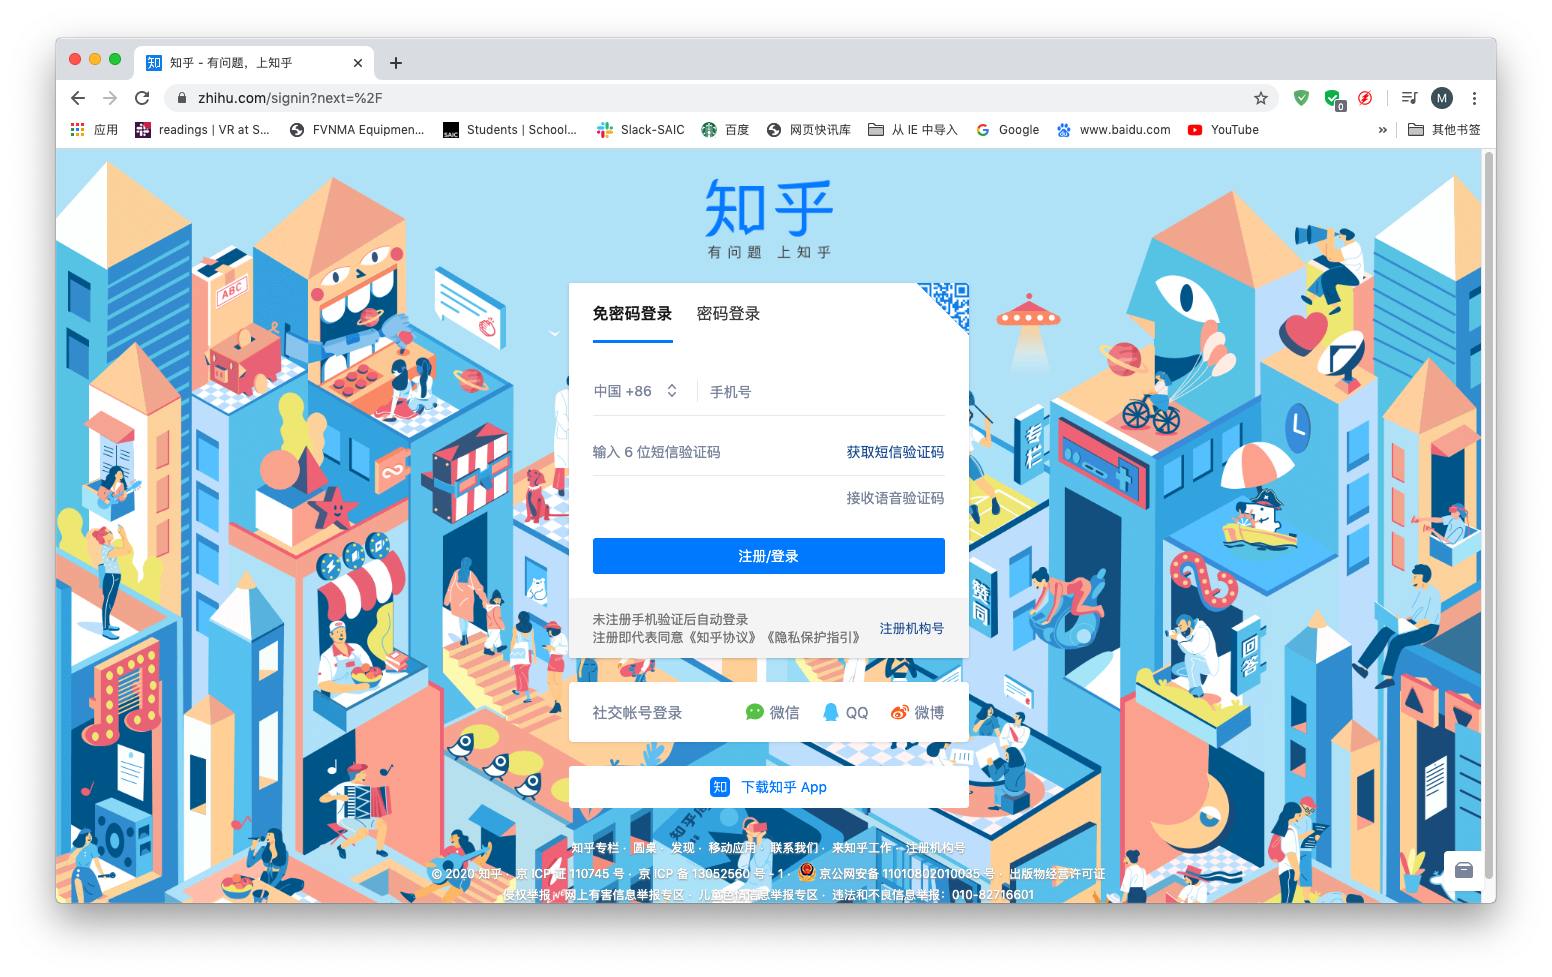 知乎 - 有问题，上知乎
zhihu.com/signin?next=%2F
M
0
应用 readings | VR at S... FVNMA Equipmen... SAIC Students | School... Slack-SAIC 百度 网页快讯库 从 IE 中导入 Google www.baidu.com YouTube » 其他书签
知乎
有问题 上知乎
ABC
免密码登录 密码登录
中国 +86 手机号
专栏
输入 6 位短信验证码 获取短信验证码
接收语音验证码
注册/登录
赞同
回答
未注册手机验证后自动登录
注册即代表同意《知乎协议》《隐私保护指引》 注册机构号
社交帐号登录 微信 QQ 微博
知 下载知乎 App
知乎专栏 · 圆桌 · 发现 · 移动应用 · 联系我们 · 来知乎工作 · 注册机构号
© 2020 知乎 · 京 ICP 证 110745 号 · 京 ICP 备 13052560 号 - 1 · 京公网安备 11010802010035 号 · 出版物经营许可证
侵权举报 · 网上有害信息举报专区 · 儿童色情信息举报专区 · 违法和不良信息举报：010-82716601